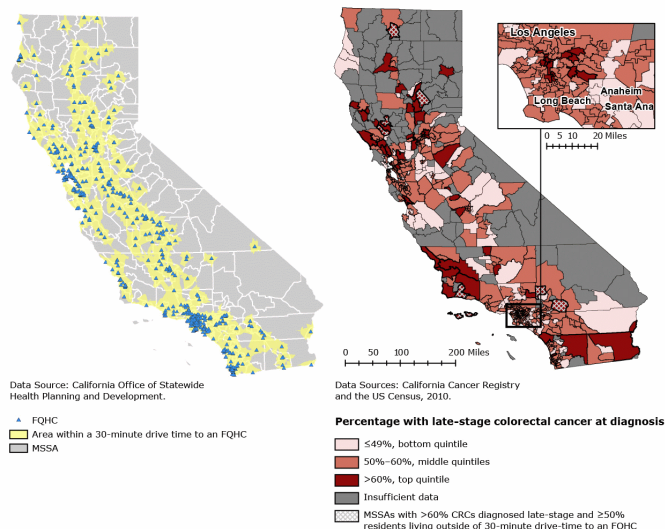 Los Angeles
Anaheim
Long Beach
Santa Ana
0 5 10 20 Miles
0 50 100 200 Miles
Data Source: California Office of Statewide
Health Planning and Development.
FQHC
Area within a 30-minute drive time to an FQHC
MSSA
Data Sources: California Cancer Registry
and the US Census, 2010.
Percentage with late-stage colorectal cancer at diagnosis
≤49%, bottom quintile
50%–60%, middle quintiles
>60%, top quintile
Insufficient data
MSSAs with >60% CRCs diagnosed late-stage and ≥50%
residents living outside of 30-minute drive-time to an FQHC